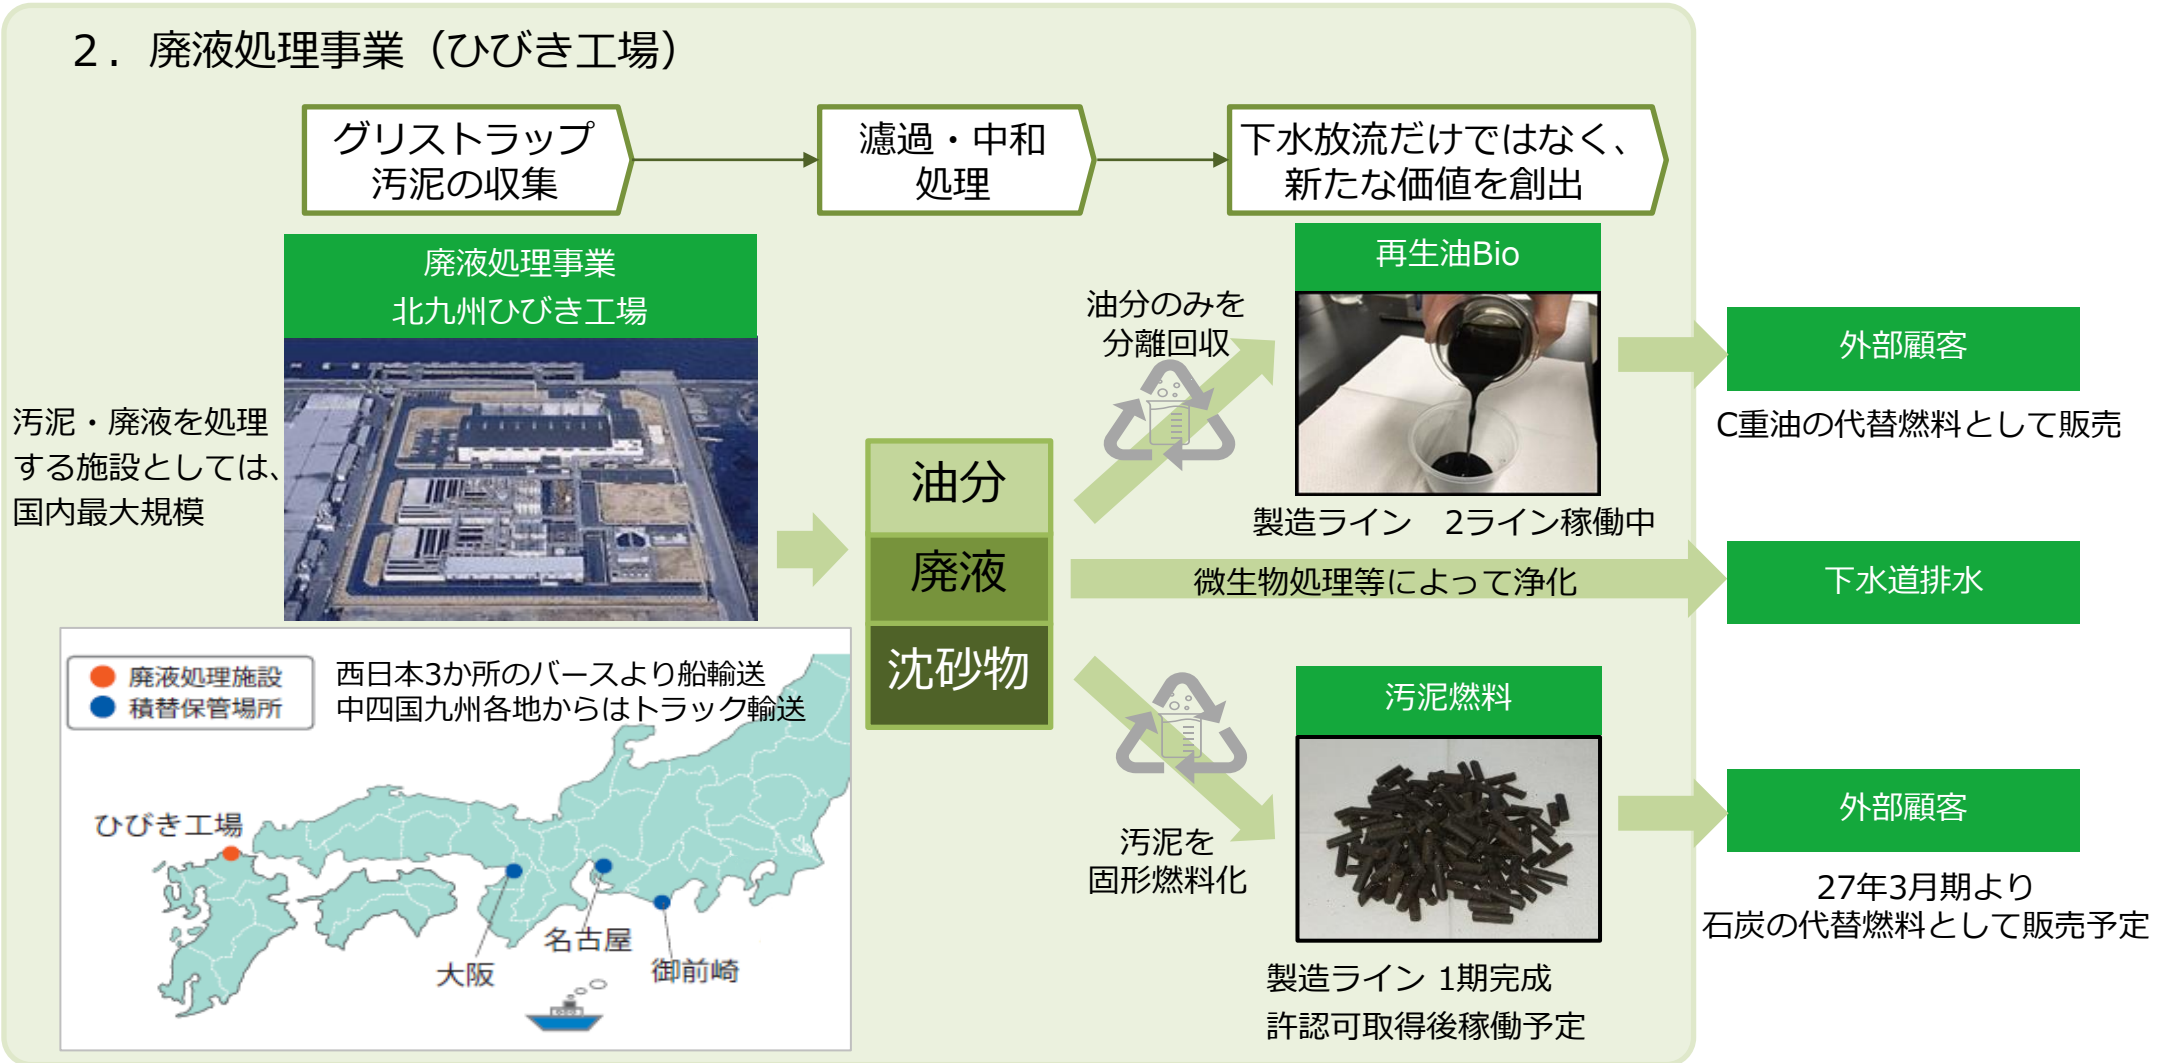 2．廃液処理事業（ひびき工場）
グリストラップ
汚泥の収集
濾過・中和
処理
下水放流だけではなく、
新たな価値を創出
廃液処理事業
北九州ひびき工場
汚泥・廃液を処理
する施設としては、
国内最大規模
油分
廃液
沈砂物
油分のみを
分離回収
再生油Bio
製造ライン　2ライン稼働中
外部顧客
C重油の代替燃料として販売
微生物処理等によって浄化
下水道排水
汚泥を
固形燃料化
汚泥燃料
製造ライン 1期完成
許認可取得後稼働予定
外部顧客
27年3月期より
石炭の代替燃料として販売予定
廃液処理施設
積替保管場所
西日本3か所のバースより船輸送
中四国九州各地からはトラック輸送
ひびき工場
大阪
名古屋
御前崎